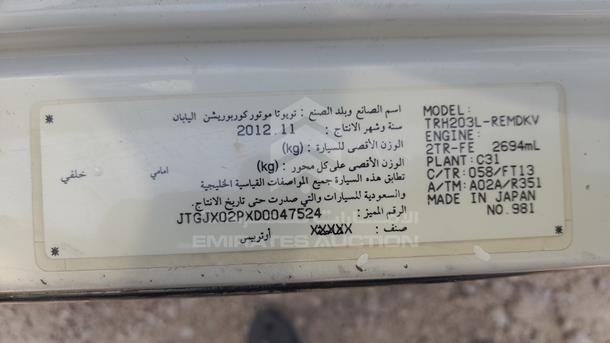 اسم الصانع وبلد الصنع : تويوتا موتور كوربوريشن اليابان
سنة وشهر الانتاج : 2012.11
الوزن الأقصى للسيارة : (kg)
الوزن الأقصى على كل محور : (kg)
امامي خلفي
تطابق هذه السيارة جميع المواصفات القياسية الخليجية
والسعودية للسيارات والتي صدرت حتى تاريخ الانتاج.
الرقم المميز : JTGJX02PXD0047524
صنف : XXXXX أوتوبيس
MODEL:
TRH203L-REMDKV
ENGINE:
2TR-FE 2694mL
PLANT: C31
C/TR: 058/FT13
A/TM: A02A/R351
MADE IN JAPAN
NO.981
EMIRATES AUCTION